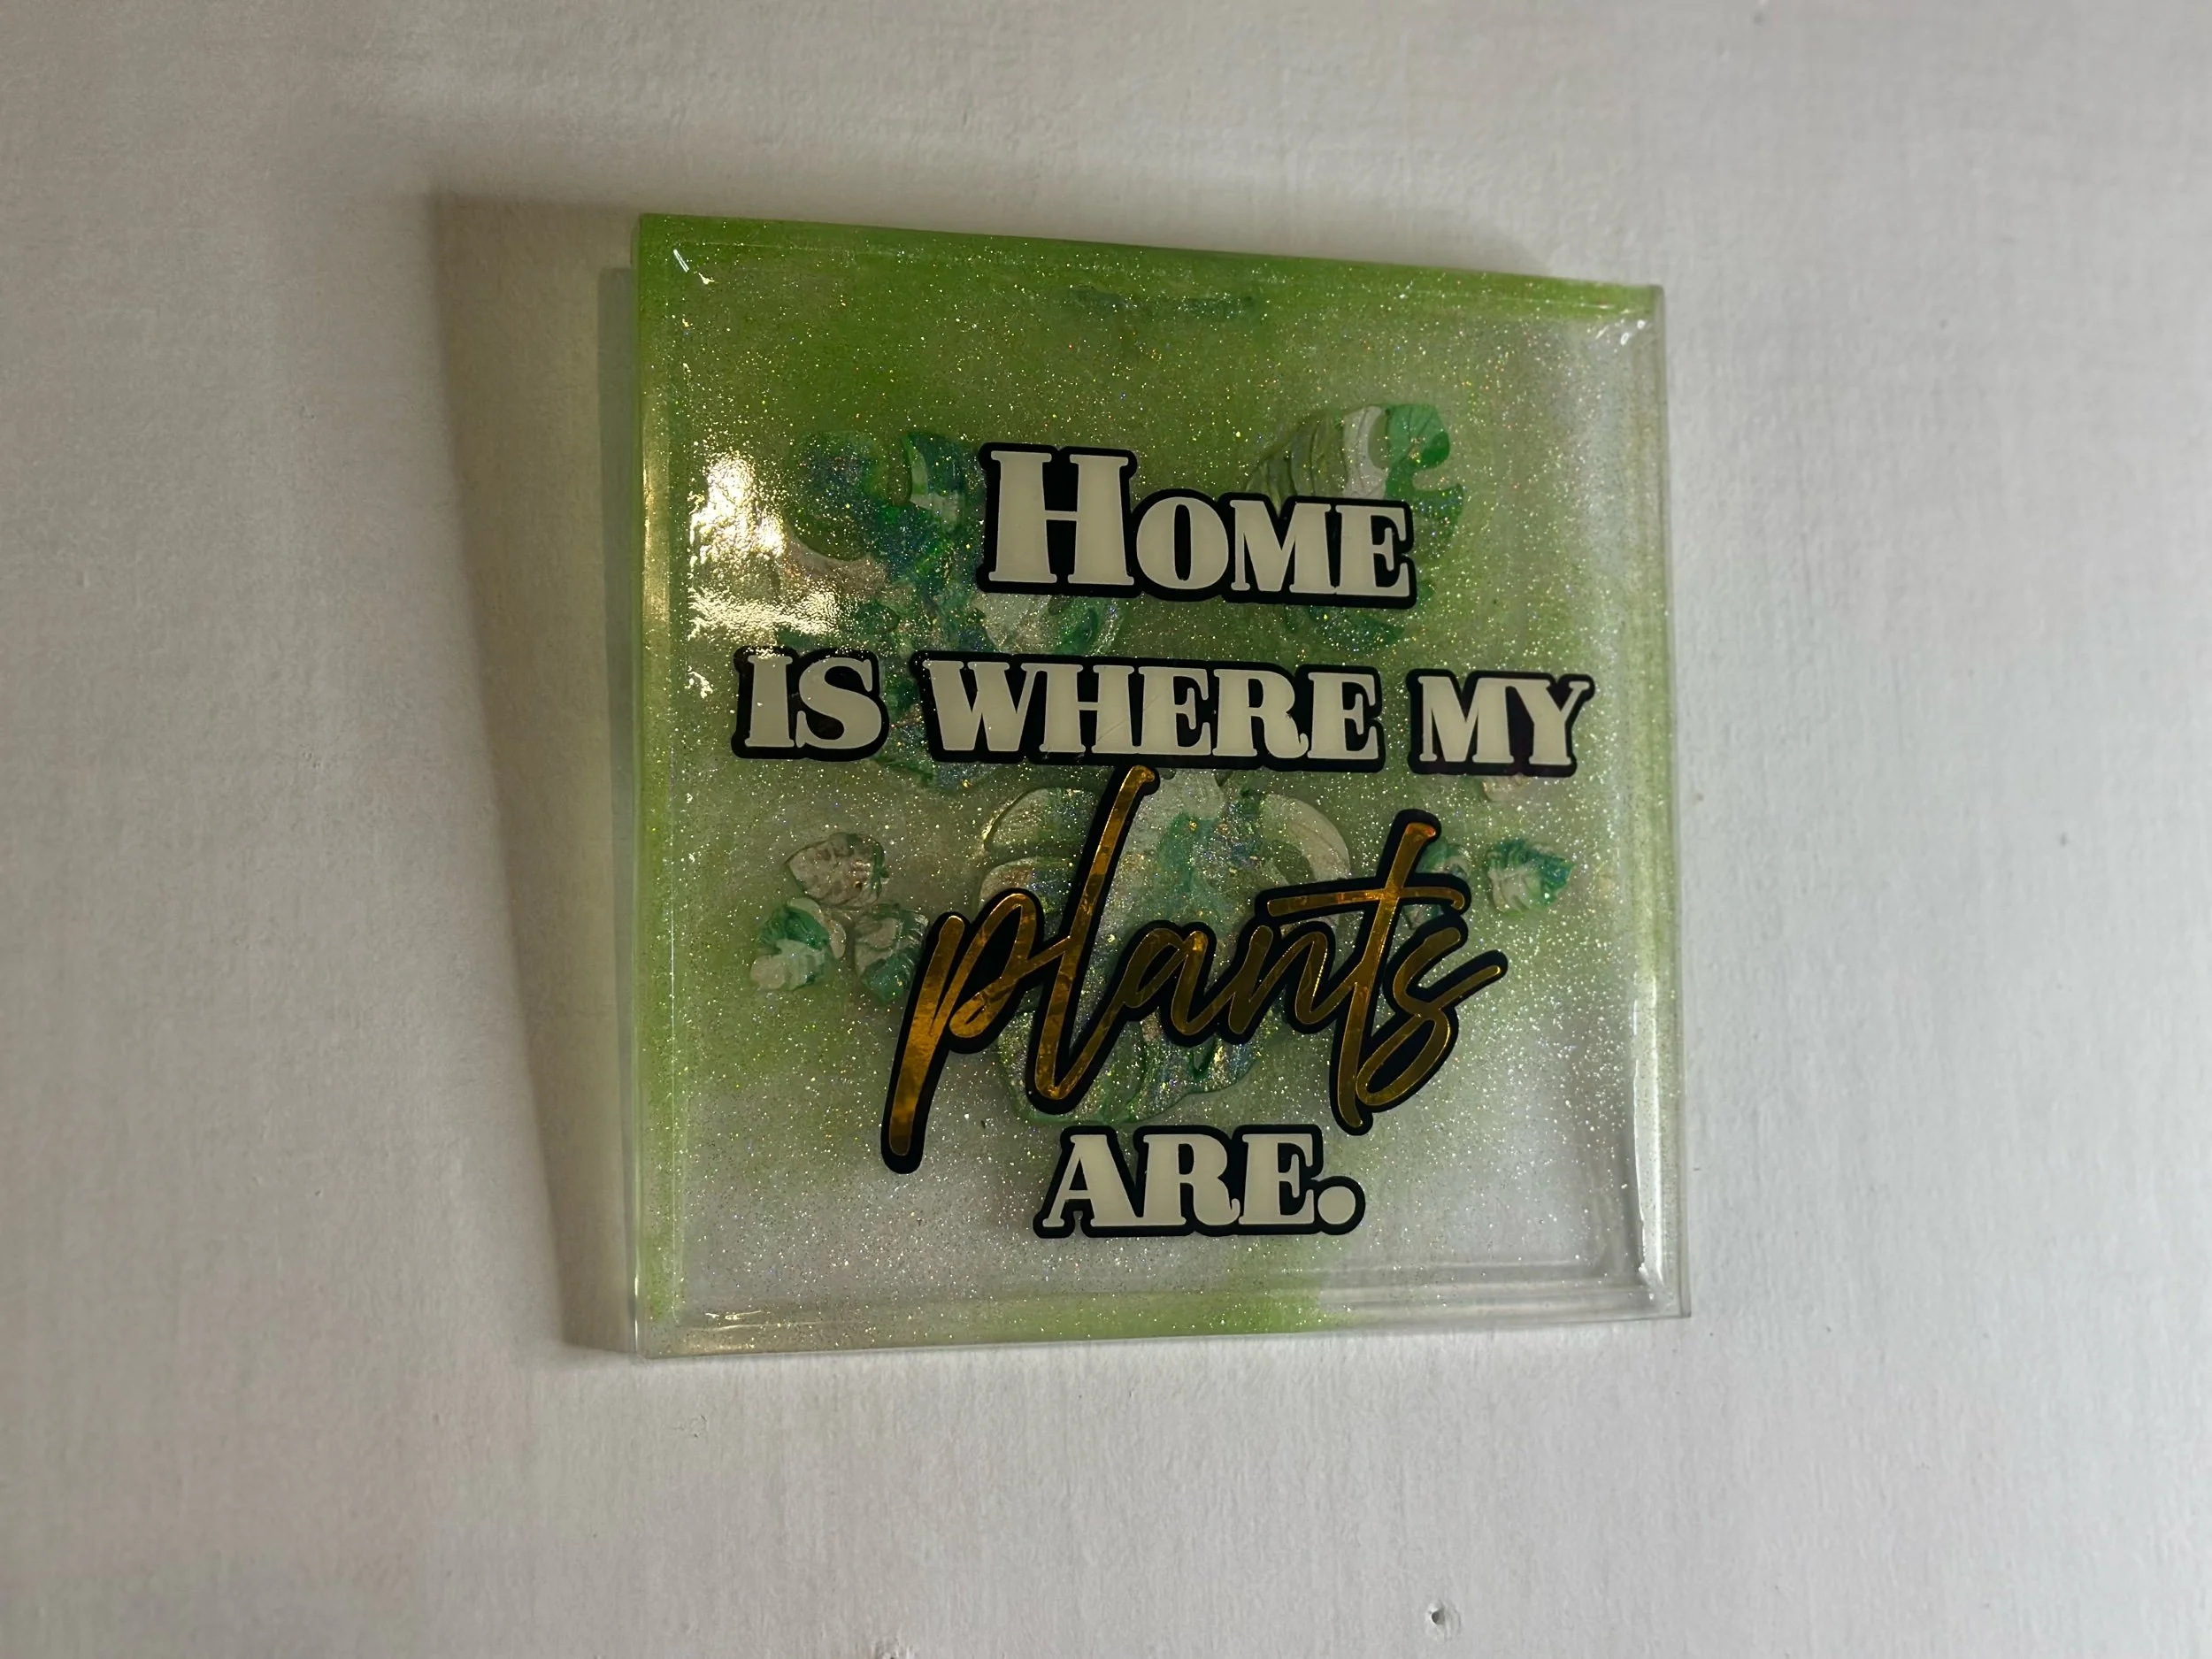 Home
is where my
plants
are.